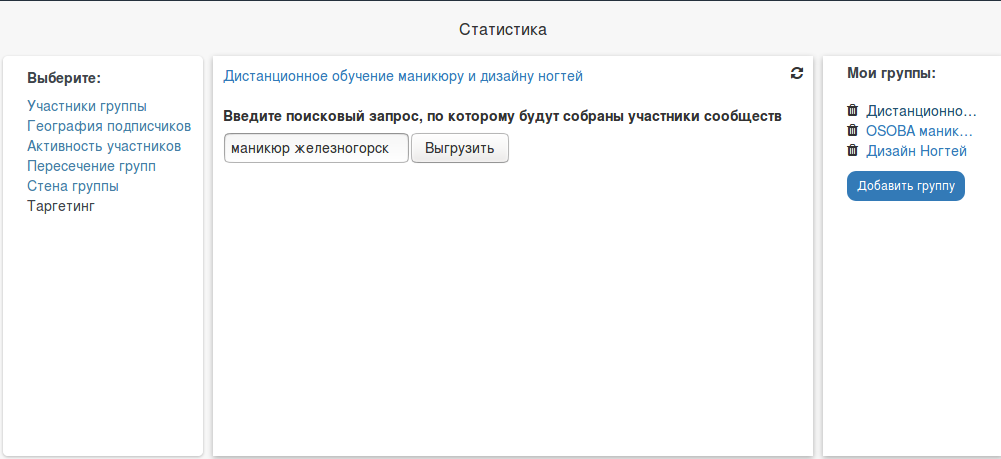 Статистика
Выберите:
Участники группы
География подписчиков
Активность участников
Пересечение групп
Стена группы
Таргетинг
Дистанционное обучение маникюру и дизайну ногтей
Введите поисковый запрос, по которому будут собраны участники сообществ
маникюр железногорск Выгрузить
Мои группы:
Дистанционно...
OSOBA маник...
Дизайн Ногтей
Добавить группу